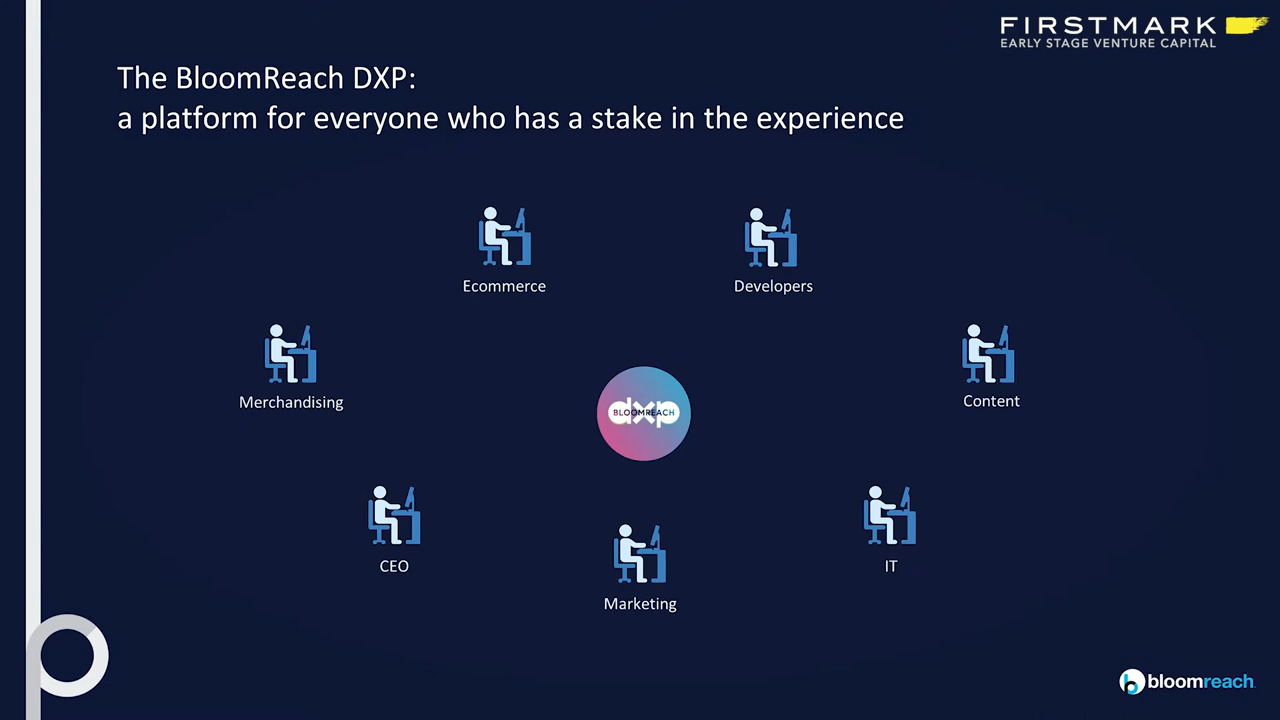 FIRSTMARK
EARLY STAGE VENTURE CAPITAL
The BloomReach DXP:
a platform for everyone who has a stake in the experience
Ecommerce
Developers
Merchandising
Content
dxp
BLOOMREACH
CEO
IT
Marketing
bloomreach